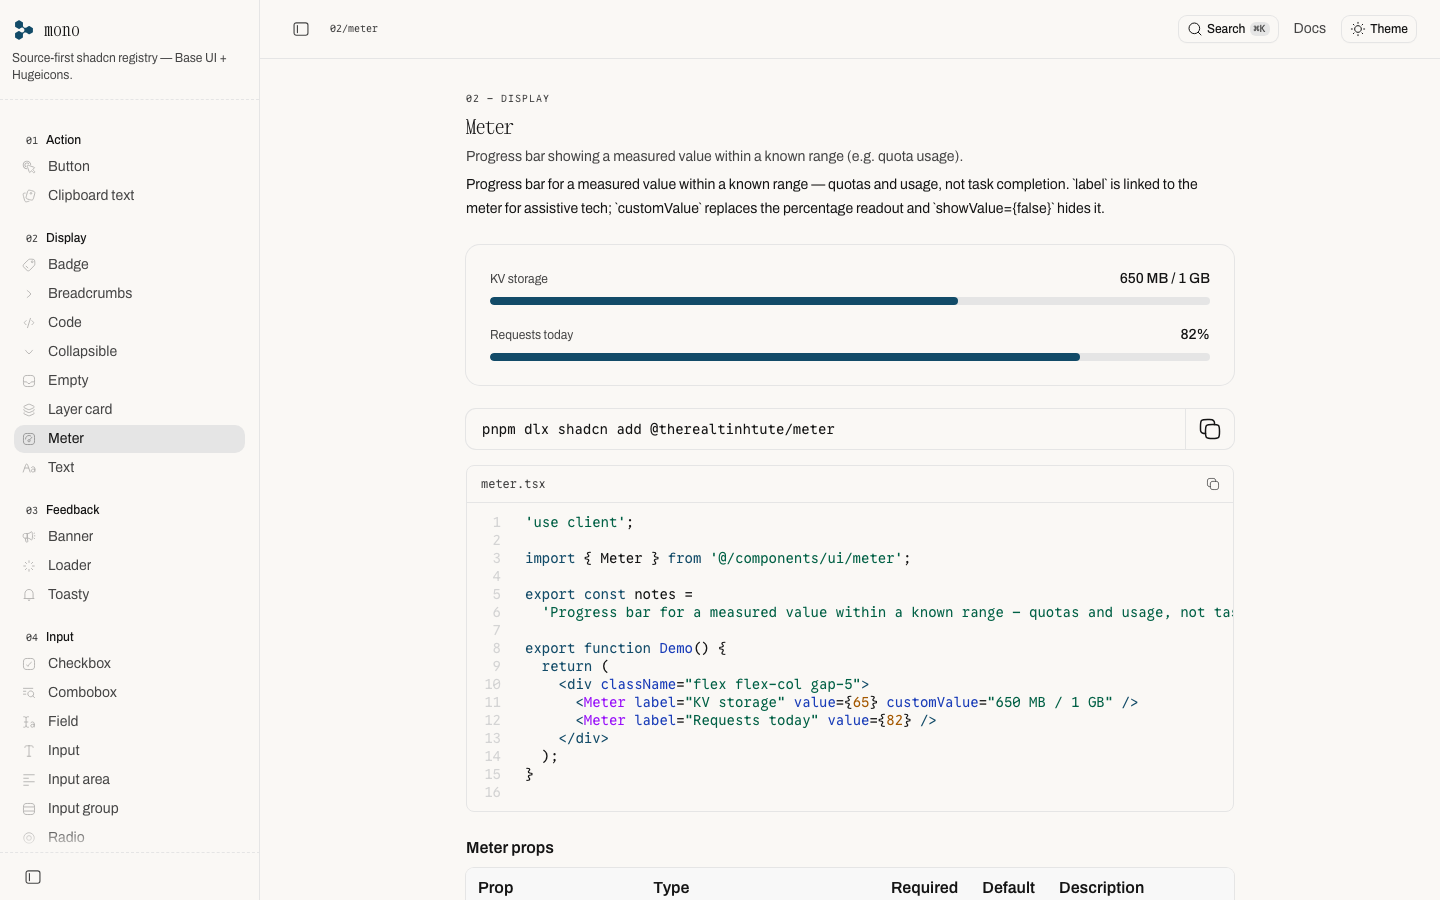 mono
Source-first shadcn registry — Base UI +
Hugeicons.
01 Action
Button
Clipboard text
02 Display
Badge
Breadcrumbs
Code
Collapsible
Empty
Layer card
Meter
Text
03 Feedback
Banner
Loader
Toasty
04 Input
Checkbox
Combobox
Field
Input
Input area
Input group
Radio
02/meter
Search ⌘K
Docs
Theme
02 — DISPLAY
Meter
Progress bar showing a measured value within a known range (e.g. quota usage).
Progress bar for a measured value within a known range — quotas and usage, not task completion. `label` is linked to the
meter for assistive tech; `customValue` replaces the percentage readout and `showValue={false}` hides it.
KV storage 650 MB / 1 GB
Requests today 82%
pnpm dlx shadcn add @therealtinhtute/meter
meter.tsx
1 'use client';
2
3 import { Meter } from '@/components/ui/meter';
4
5 export const notes =
6 'Progress bar for a measured value within a known range — quotas and usage, not tas
7
8 export function Demo() {
9 return (
10 <div className="flex flex-col gap-5">
11 <Meter label="KV storage" value={65} customValue="650 MB / 1 GB" />
12 <Meter label="Requests today" value={82} />
13 </div>
14 );
15 }
16
Meter props
Prop Type Required Default Description